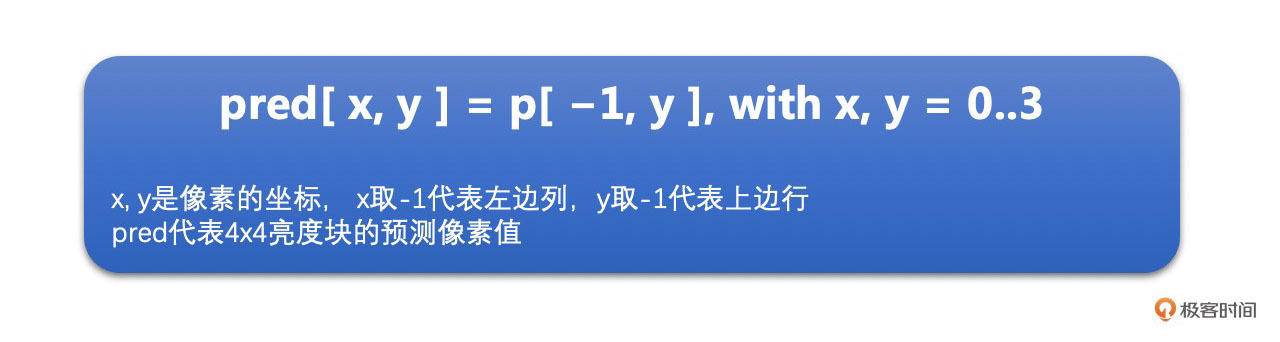 pred[ x, y ] = p[ −1, y ], with x, y = 0..3
x, y是像素的坐标， x取-1代表左边列，y取-1代表上边行
pred代表4x4亮度块的预测像素值
极客时间